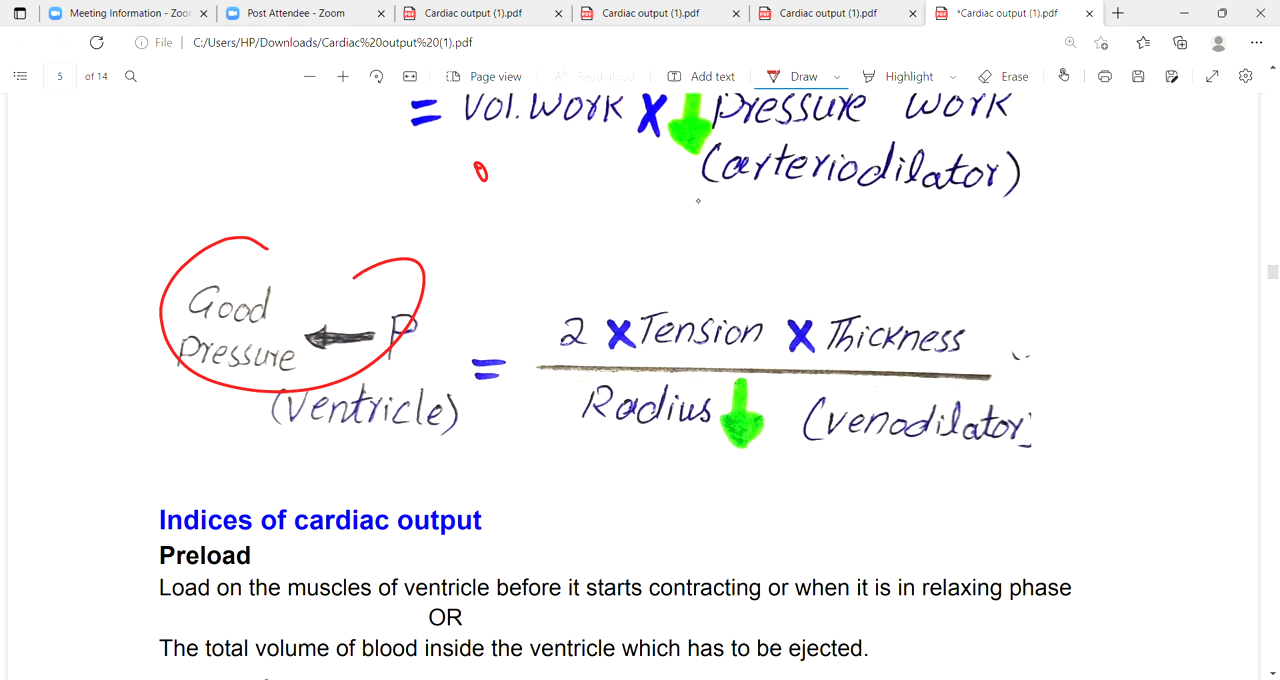 Meeting Information - Zoo
Post Attendee - Zoom
Cardiac output (1).pdf
Cardiac output (1).pdf
Cardiac output (1).pdf
*Cardiac output (1).pdf
File
C:/Users/HP/Downloads/Cardiac%20output%20(1).pdf
5 of 14
Page view
Read aloud
Add text
Draw
Highlight
Erase
= Vol. Work X pressure work
(arteriodilator)
Good pressure ← P (ventricle) = 2 X Tension X Thickness
Radius (venodilator)
Indices of cardiac output
Preload
Load on the muscles of ventricle before it starts contracting or when it is in relaxing phase
OR
The total volume of blood inside the ventricle which has to be ejected.